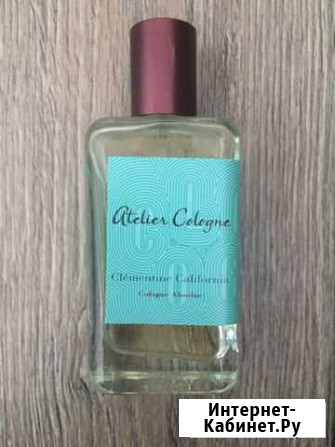 Atelier Cologne
Clémentine California
Cologne Absolue
Интернет-
Кабинет.Ру